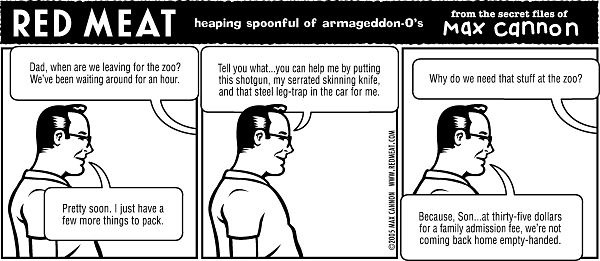 RED MEAT
heaping spoonful of armageddon-O's
from the secret files of
Max cannon
Dad, when are we leaving for the zoo?
We've been waiting around for an hour.
Pretty soon. I just have a
few more things to pack.
Tell you what...you can help me by putting
this shotgun, my serrated skinning knife,
and that steel leg-trap in the car for me.
©2005 MAX CANNON WWW.REDMEAT.COM
Why do we need that stuff at the zoo?
Because, Son...at thirty-five dollars
for a family admission fee, we're not
coming back home empty-handed.